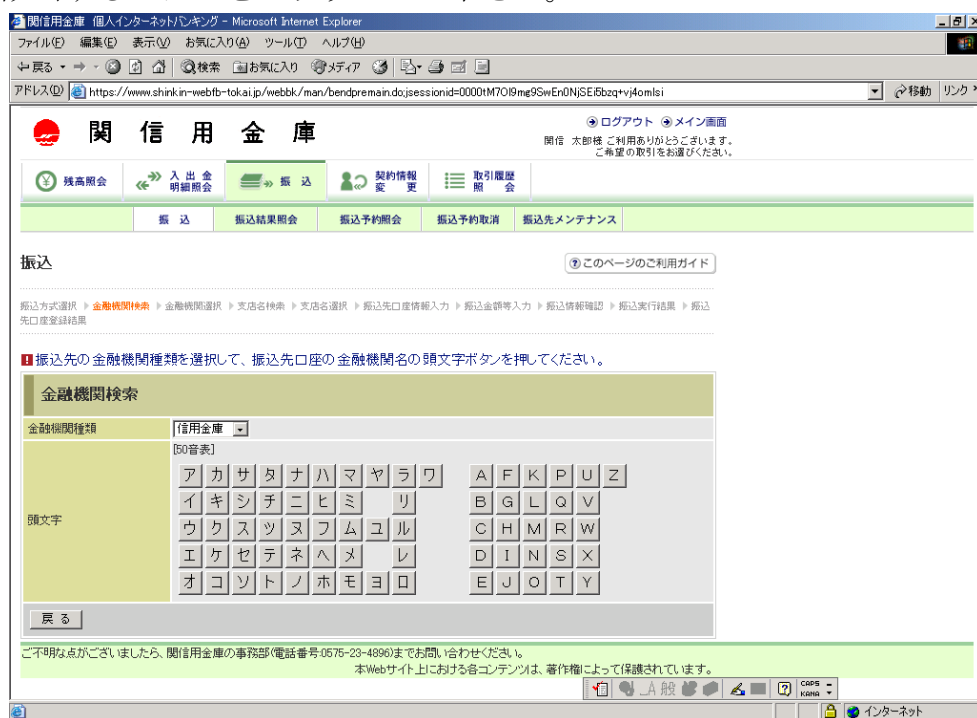 関信用金庫 個人インターネットバンキング - Microsoft Internet Explorer
ファイル(F) 編集(E) 表示(V) お気に入り(A) ツール(T) ヘルプ(H)
戻る 検索 お気に入り メディア
アドレス(D) https://www.shinkin-webfb-tokai.jp/webbk/man/bendpremain.do;jsessionid=0000tM7OI9mg9SwEn0NjSEi5bzq+vj4omlsi 移動 リンク
関 信 用 金 庫
ログアウト メイン画面
関信 太郎様 ご利用ありがとうございます。
ご希望の取引をお選びください。
残高照会 入出金明細照会 振込 契約情報変更 取引履歴照会
振込 振込結果照会 振込予約照会 振込予約取消 振込先メンテナンス
振込
このページのご利用ガイド
振込方式選択 金融機関検索 金融機関選択 支店名検索 支店名選択 振込先口座情報入力 振込金額等入力 振込情報確認 振込実行結果 振込
先口座登録結果
振込先の金融機関種類を選択して、振込先口座の金融機関名の頭文字ボタンを押してください。
金融機関検索
金融機関種類 信用金庫
[50音表]
頭文字
ア カ サ タ ナ ハ マ ヤ ラ ワ A F K P U Z
イ キ シ チ ニ ヒ ミ リ B G L Q V
ウ ク ス ツ ヌ フ ム ユ ル C H M R W
エ ケ セ テ ネ ヘ メ レ D I N S X
オ コ ソ ト ノ ホ モ ヨ ロ E J O T Y
戻る
ご不明な点がございましたら、関信用金庫の事務部(電話番号:0575-23-4896)までお問い合わせください。
本Webサイト上における各コンテンツは、著作権によって保護されています。
A 般 CAPS
KANA
インターネット